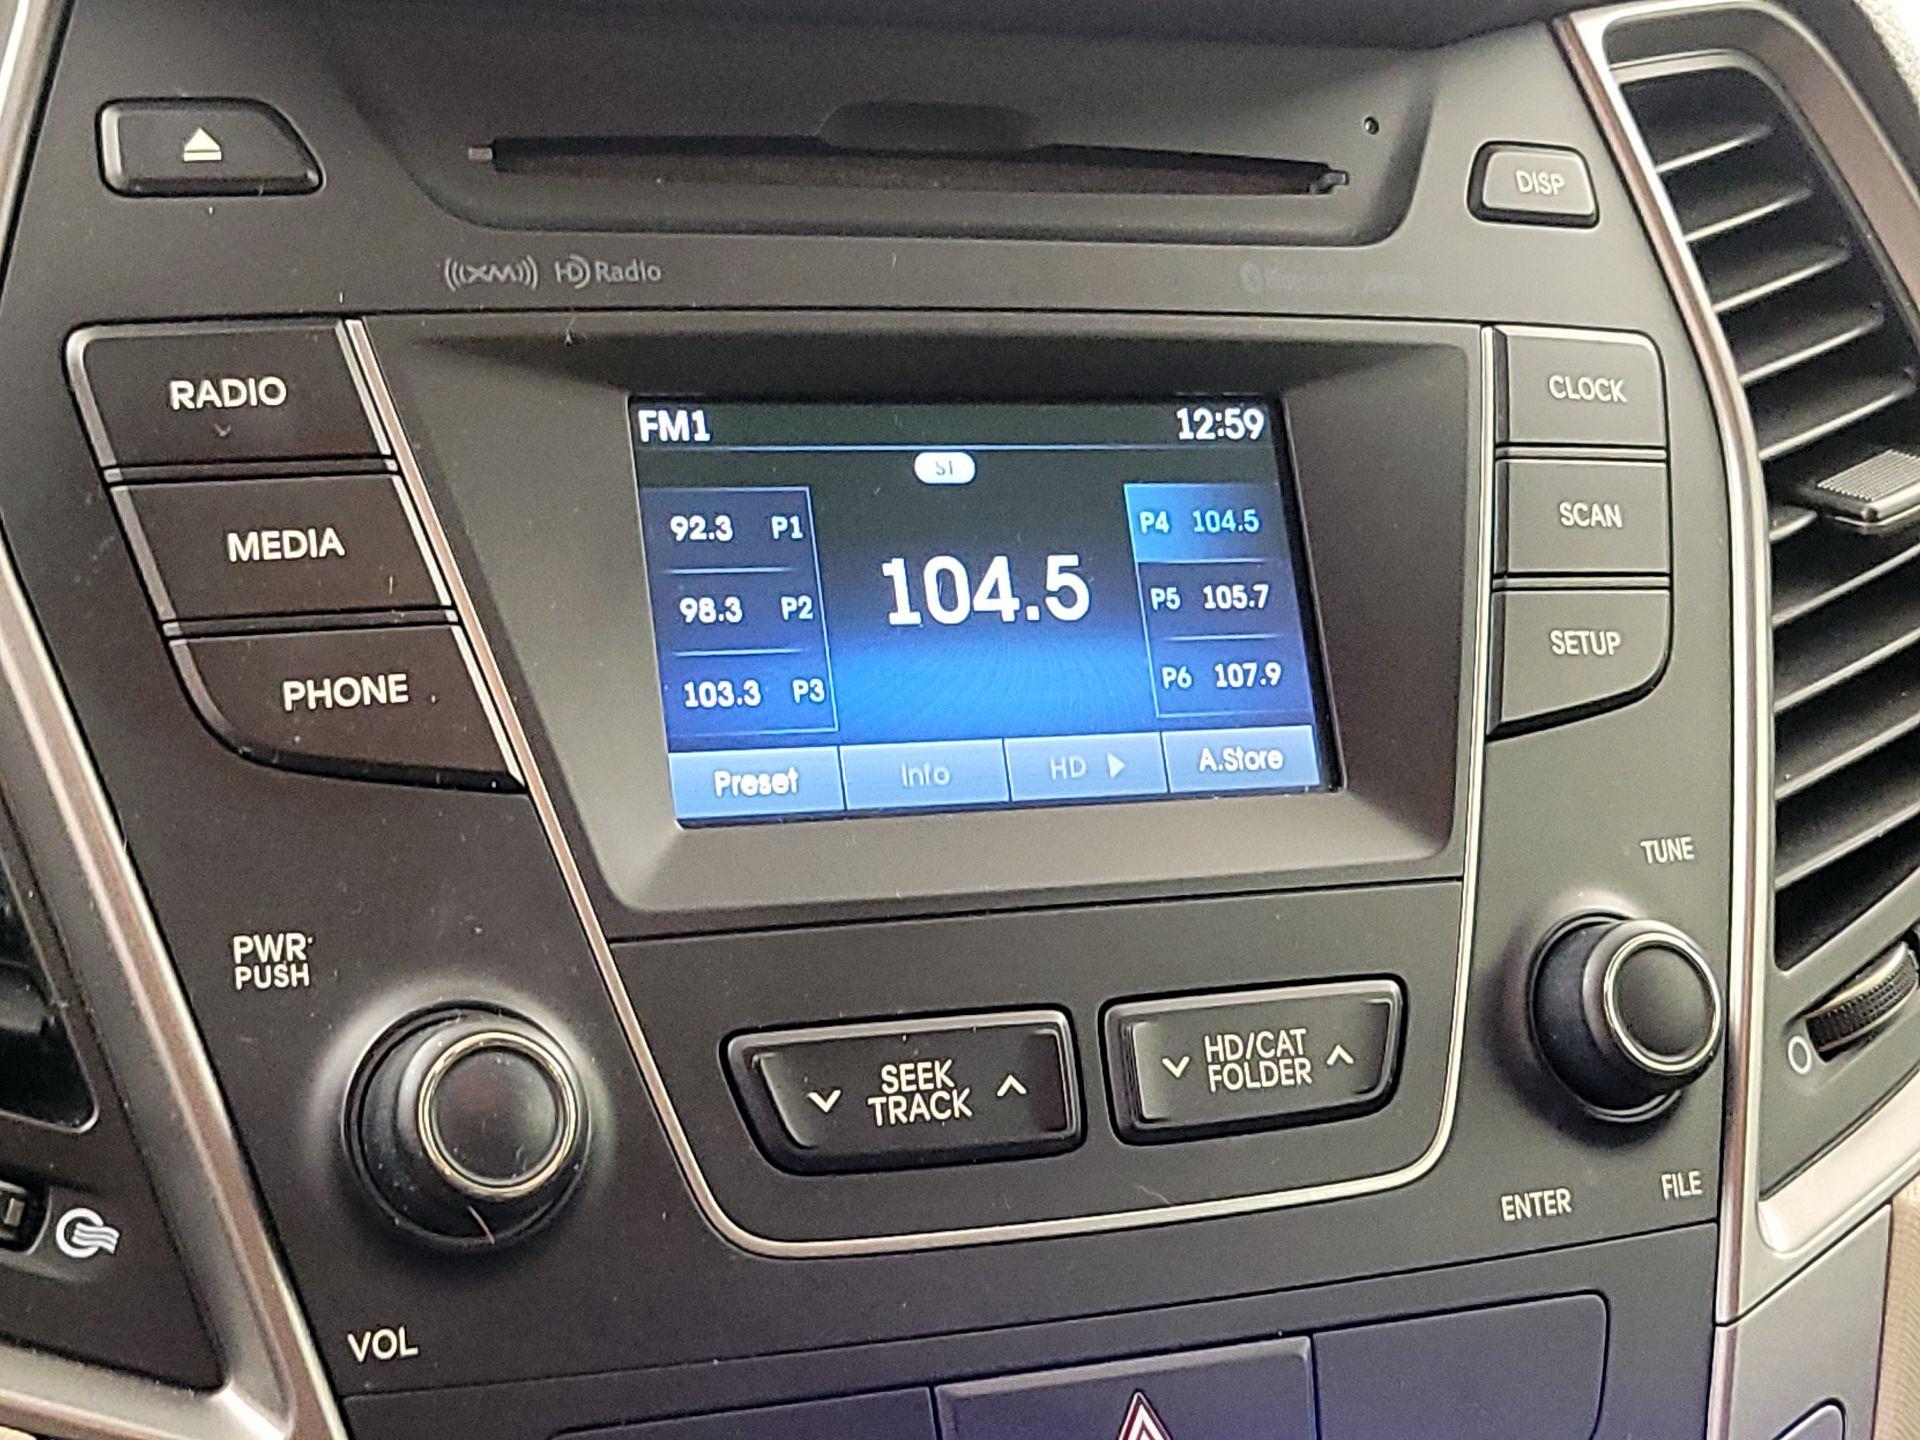 DISP
((XM)) HD Radio
RADIO
MEDIA
PHONE
FM1 12:59
ST
92.3 P1
98.3 P2
103.3 P3
104.5
P4 104.5
P5 105.7
P6 107.9
Preset Info HD A.Store
CLOCK
SCAN
SETUP
PWR
PUSH
VOL
SEEK
TRACK
HD/CAT
FOLDER
TUNE
ENTER
FILE